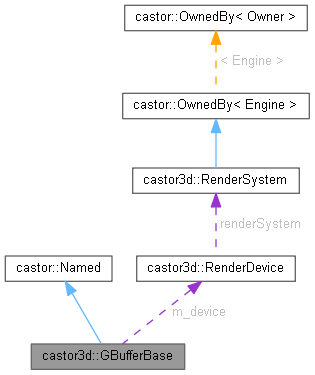 castor::OwnedBy< Owner >
< Engine >
castor::OwnedBy< Engine >
castor3d::RenderSystem
renderSystem
castor::Named
castor3d::RenderDevice
m_device
castor3d::GBufferBase